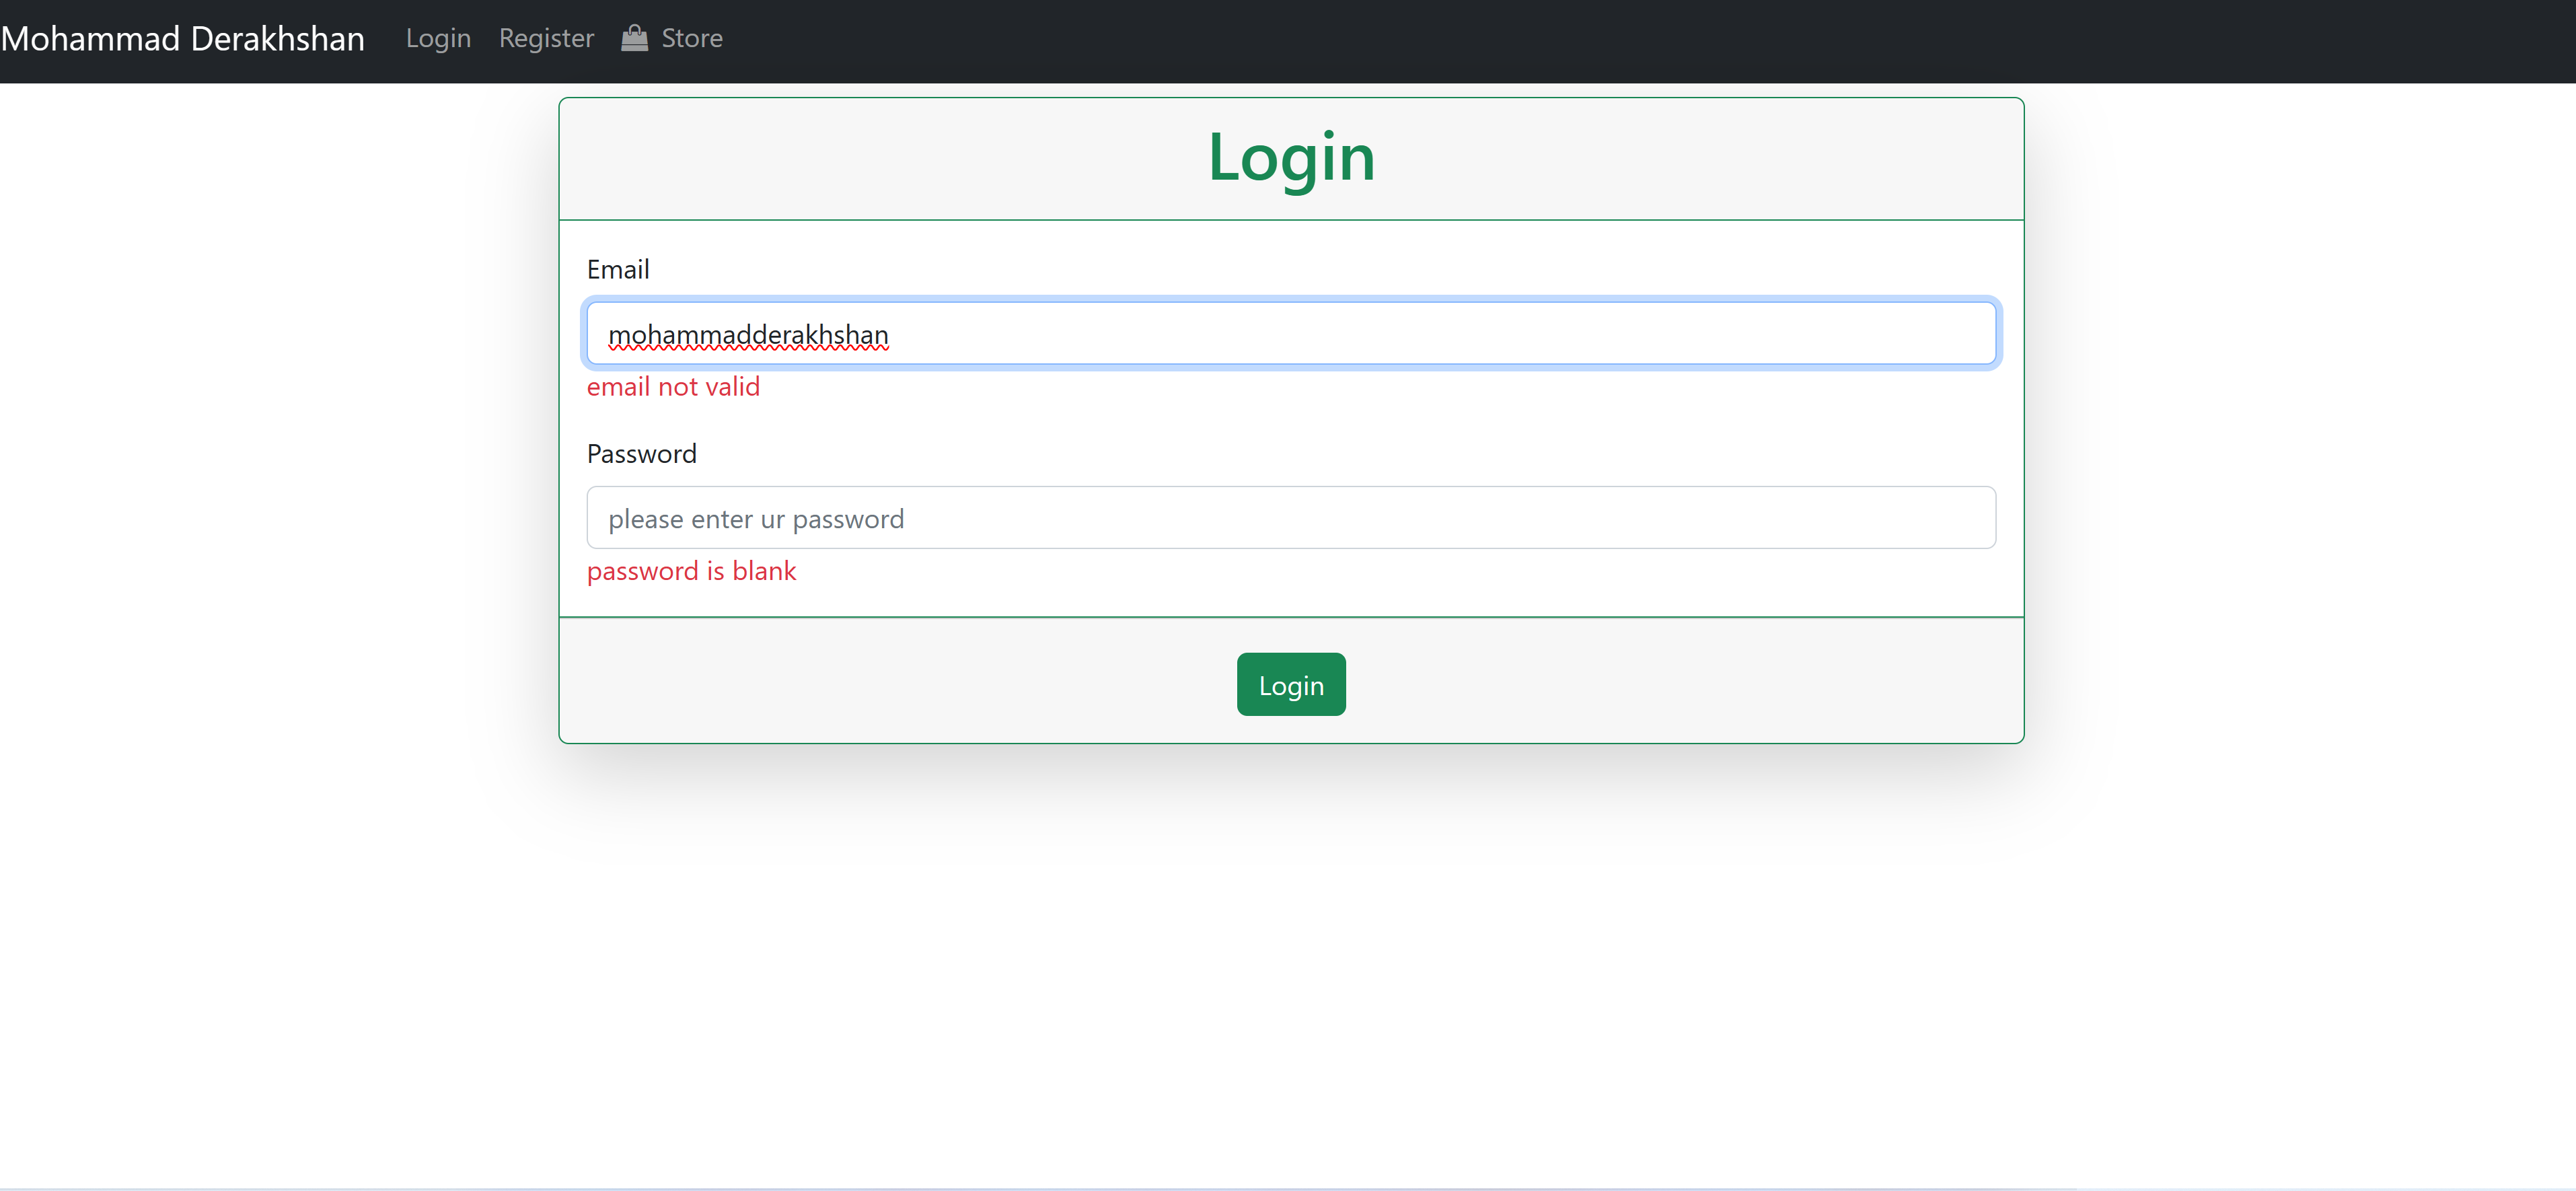 Mohammad Derakhshan Login Register Store
Login
Email
mohammadderakhshan
email not valid
Password
please enter ur password
password is blank
Login